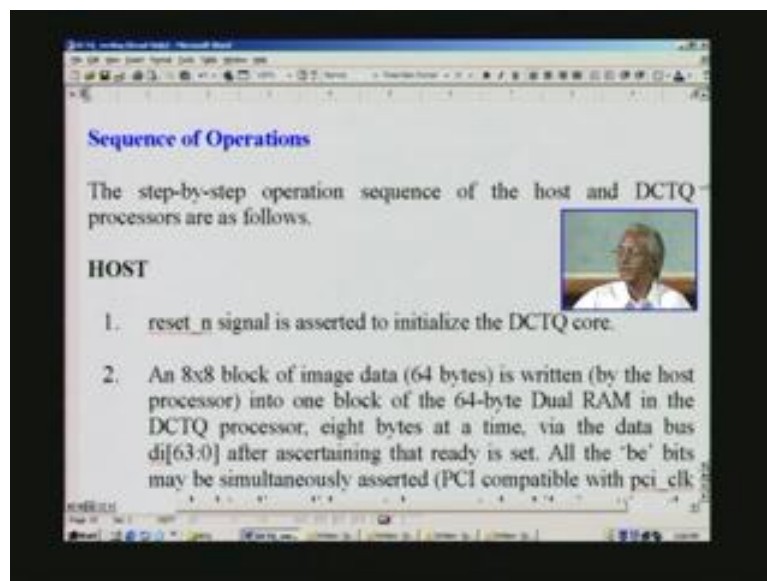 Sequence of Operations
The step-by-step operation sequence of the host and DCTQ
processors are as follows.
HOST
1. reset_n signal is asserted to initialize the DCTQ core.
2. An 8x8 block of image data (64 bytes) is written (by the host
processor) into one block of the 64-byte Dual RAM in the
DCTQ processor, eight bytes at a time, via the data bus
di[63:0] after ascertaining that ready is set. All the 'be' bits
may be simultaneously asserted (PCI compatible with pci_clk